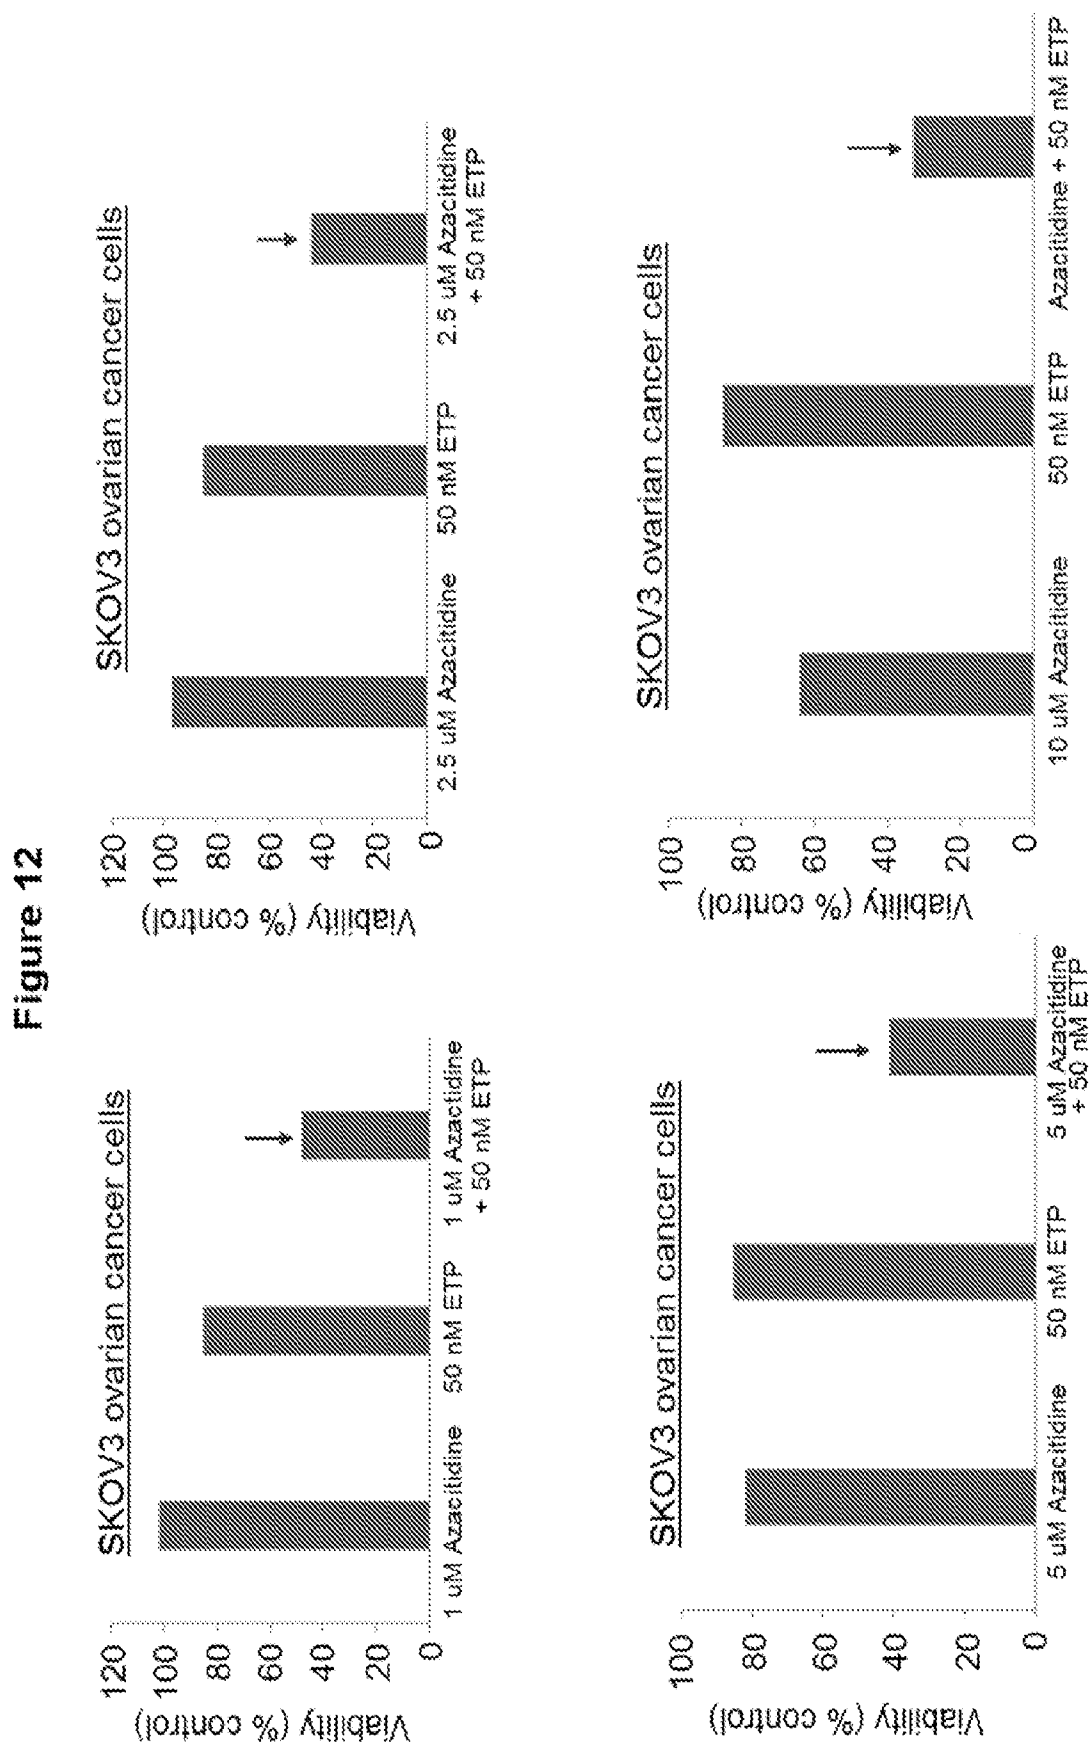 Figure 12
SKOV3 ovarian cancer cells
Viability (% control)
120
100
80
60
40
20
0
1 uM Azactidine
50 nM ETP
1 uM Azactidine
+ 50 nM ETP
SKOV3 ovarian cancer cells
Viability (% control)
120
100
80
60
40
20
0
2.5 uM Azacitidine
50 nM ETP
2.5 uM Azacitidine
+ 50 nM ETP
SKOV3 ovarian cancer cells
Viability (% control)
100
80
60
40
20
0
5 uM Azacitidine
50 nM ETP
5 uM Azacitidine
+ 50 nM ETP
SKOV3 ovarian cancer cells
Viability (% control)
100
80
60
40
20
0
10 uM Azacitidine
50 nM ETP
Azacitidine + 50 nM ETP